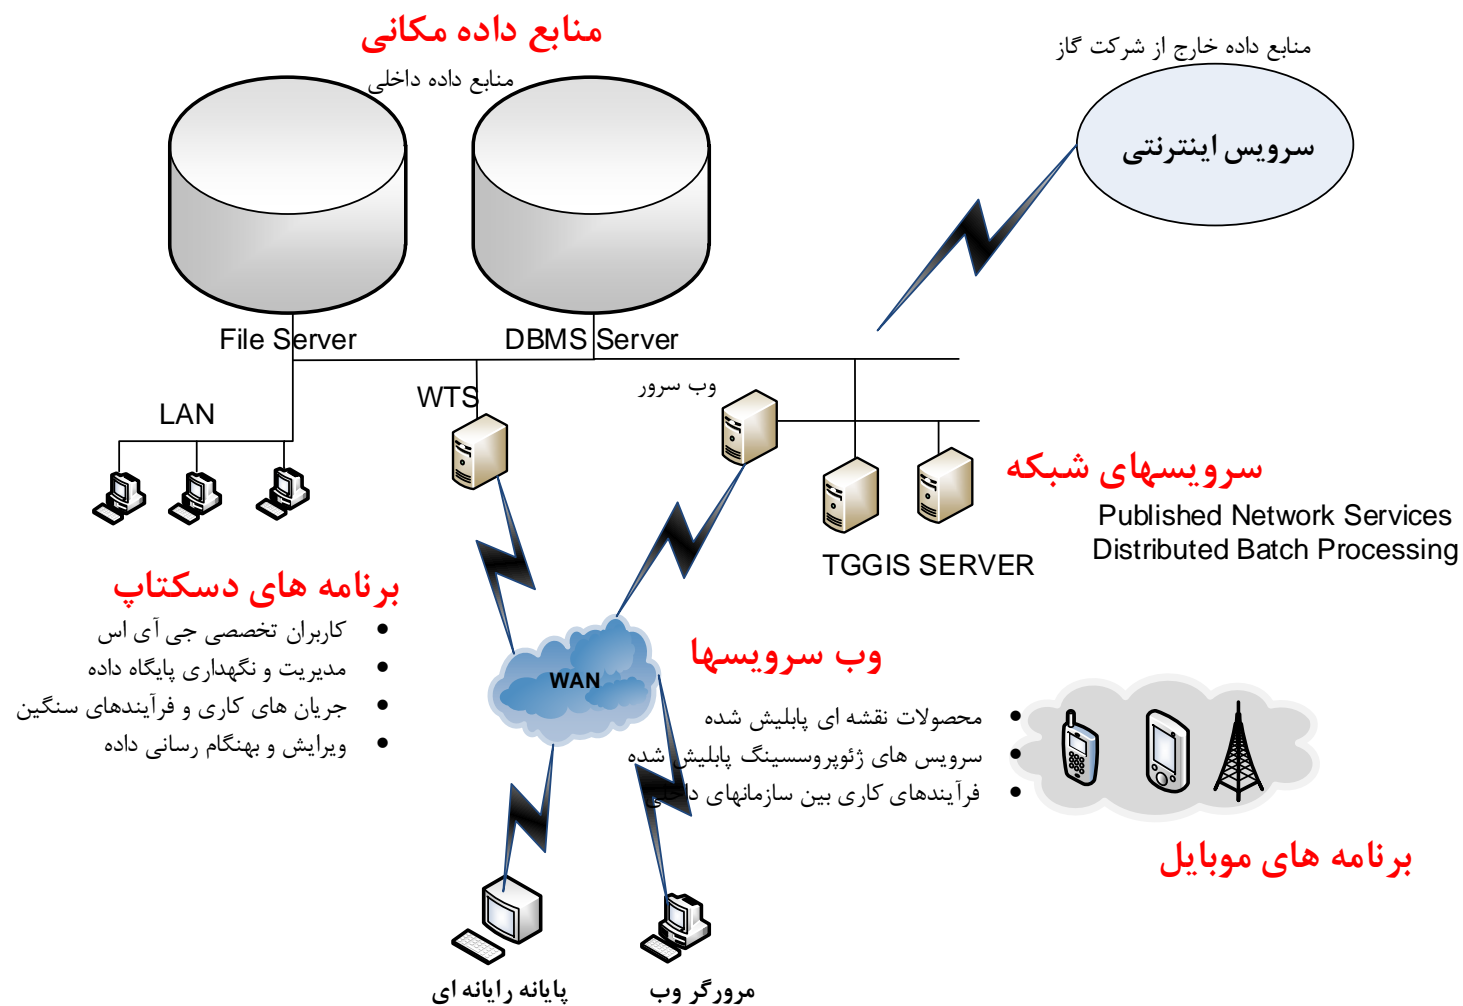 منابع داده مکانی
منابع داده داخلی
منابع داده خارج از شرکت گاز
سرویس اینترنتی
File Server
DBMS Server
LAN
WTS
وب سرور
سرویسهای شبکه
Published Network Services
Distributed Batch Processing
TGGIS SERVER
برنامه های دسکتاپ
• کاربران تخصصی جی آی اس
• مدیریت و نگهداری پایگاه داده
• جریان های کاری و فرآیندهای سنگین
• ویرایش و بهنگام رسانی داده
WAN
وب سرویسها
• محصولات نقشه ای پابلیش شده
• سرویس های ژئوپروسسینگ پابلیش شده
• فرآیندهای کاری بین سازمانهای داخلی
برنامه های موبایل
پایانه رایانه ای
مرورگر وب